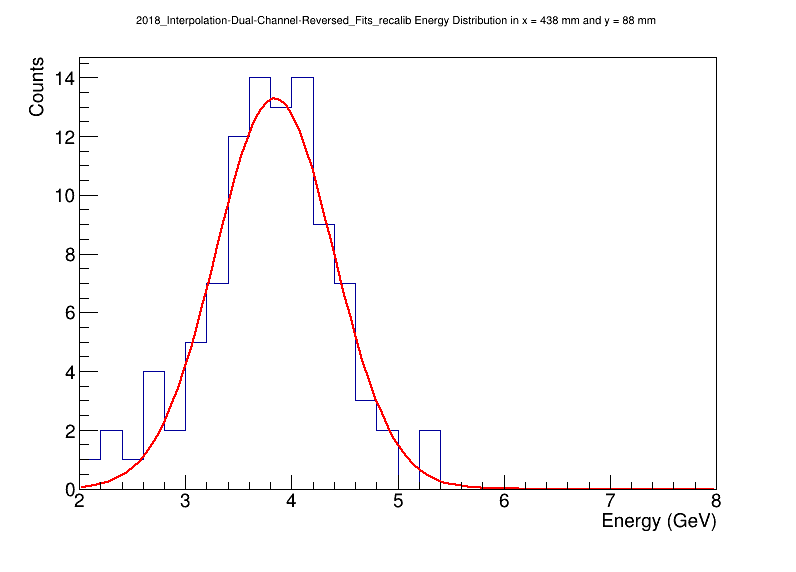 2018_Interpolation-Dual-Channel-Reversed_Fits_recalib Energy Distribution in x = 438 mm and y = 88 mm
Counts
14
12
10
8
6
4
2
0
2 3 4 5 6 7 8
Energy (GeV)